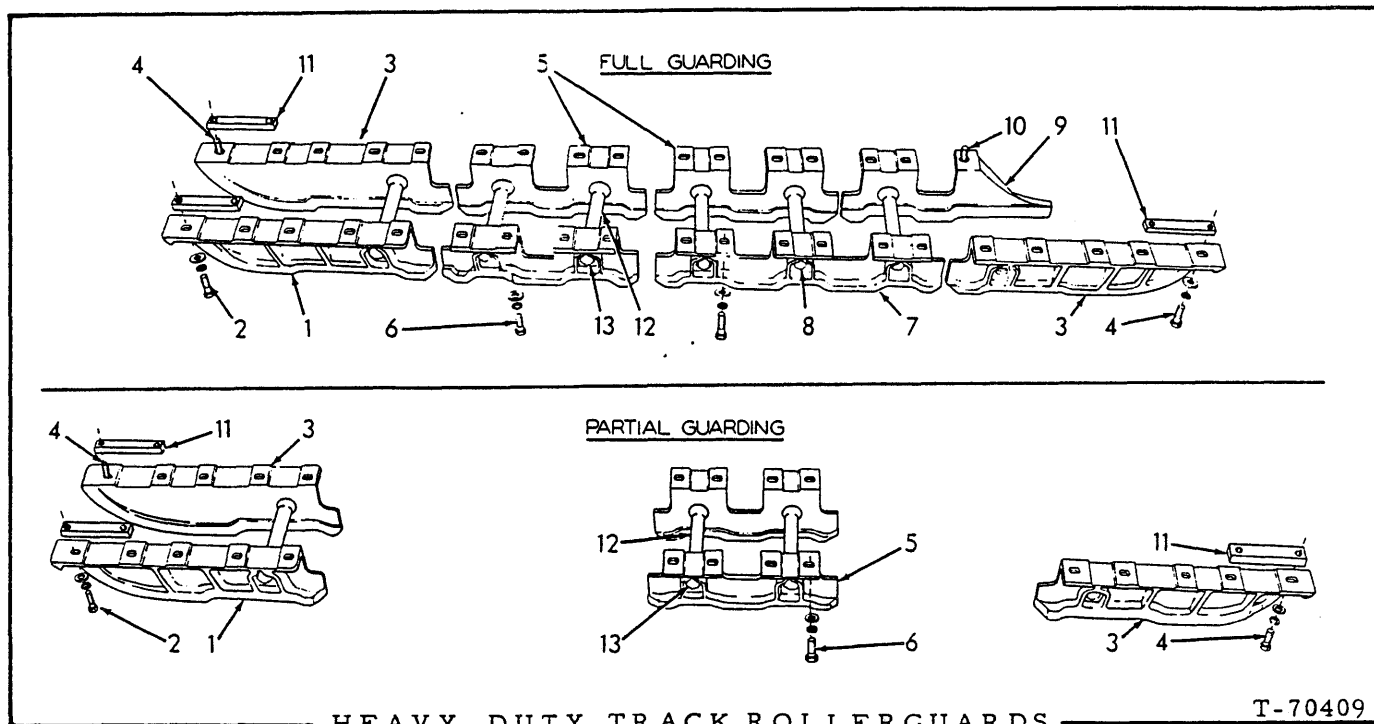 FULL GUARDING
4 11 3 5 10 9 11
2 1 6 13 12 8 7 3 4
PARTIAL GUARDING
4 11 3
12 5 11
2 1 13 6 3 4
HEAVY DUTY TRACK ROLLERGUARDS T-70409